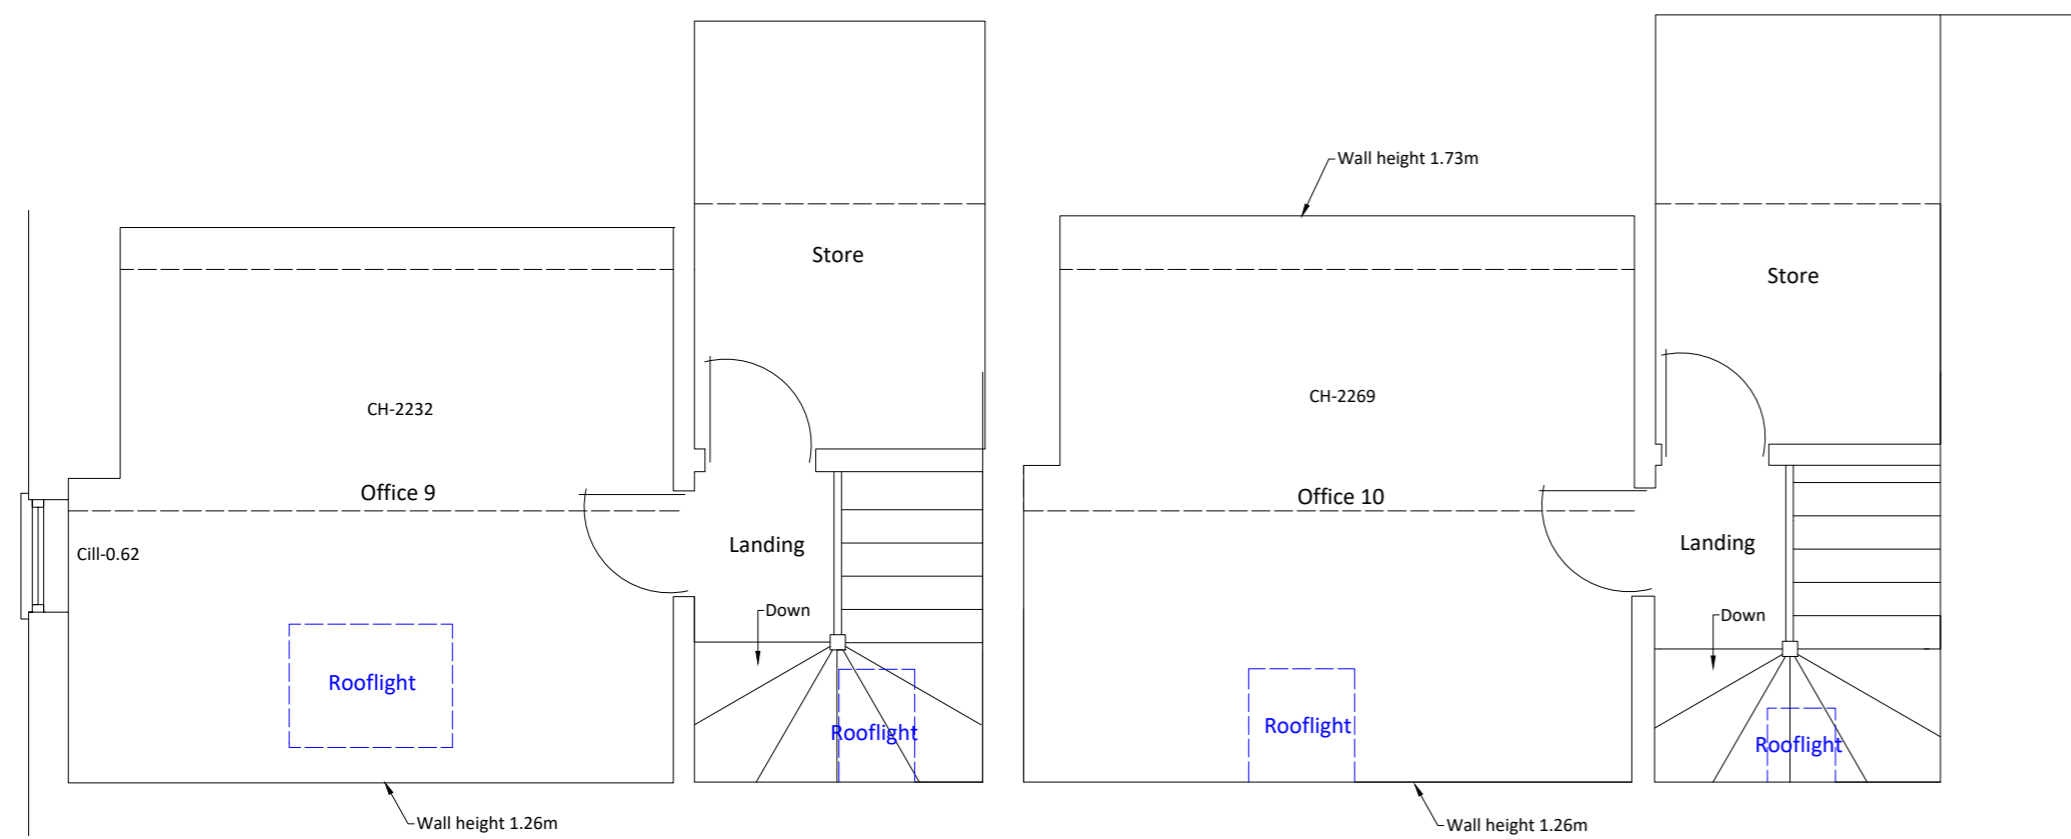 Wall height 1.73m
Store
Store
CH-2232
CH-2269
Office 9
Office 10
Cill-0.62
Landing
Landing
Down
Down
Rooflight
Rooflight
Rooflight
Rooflight
Wall height 1.26m
Wall height 1.26m